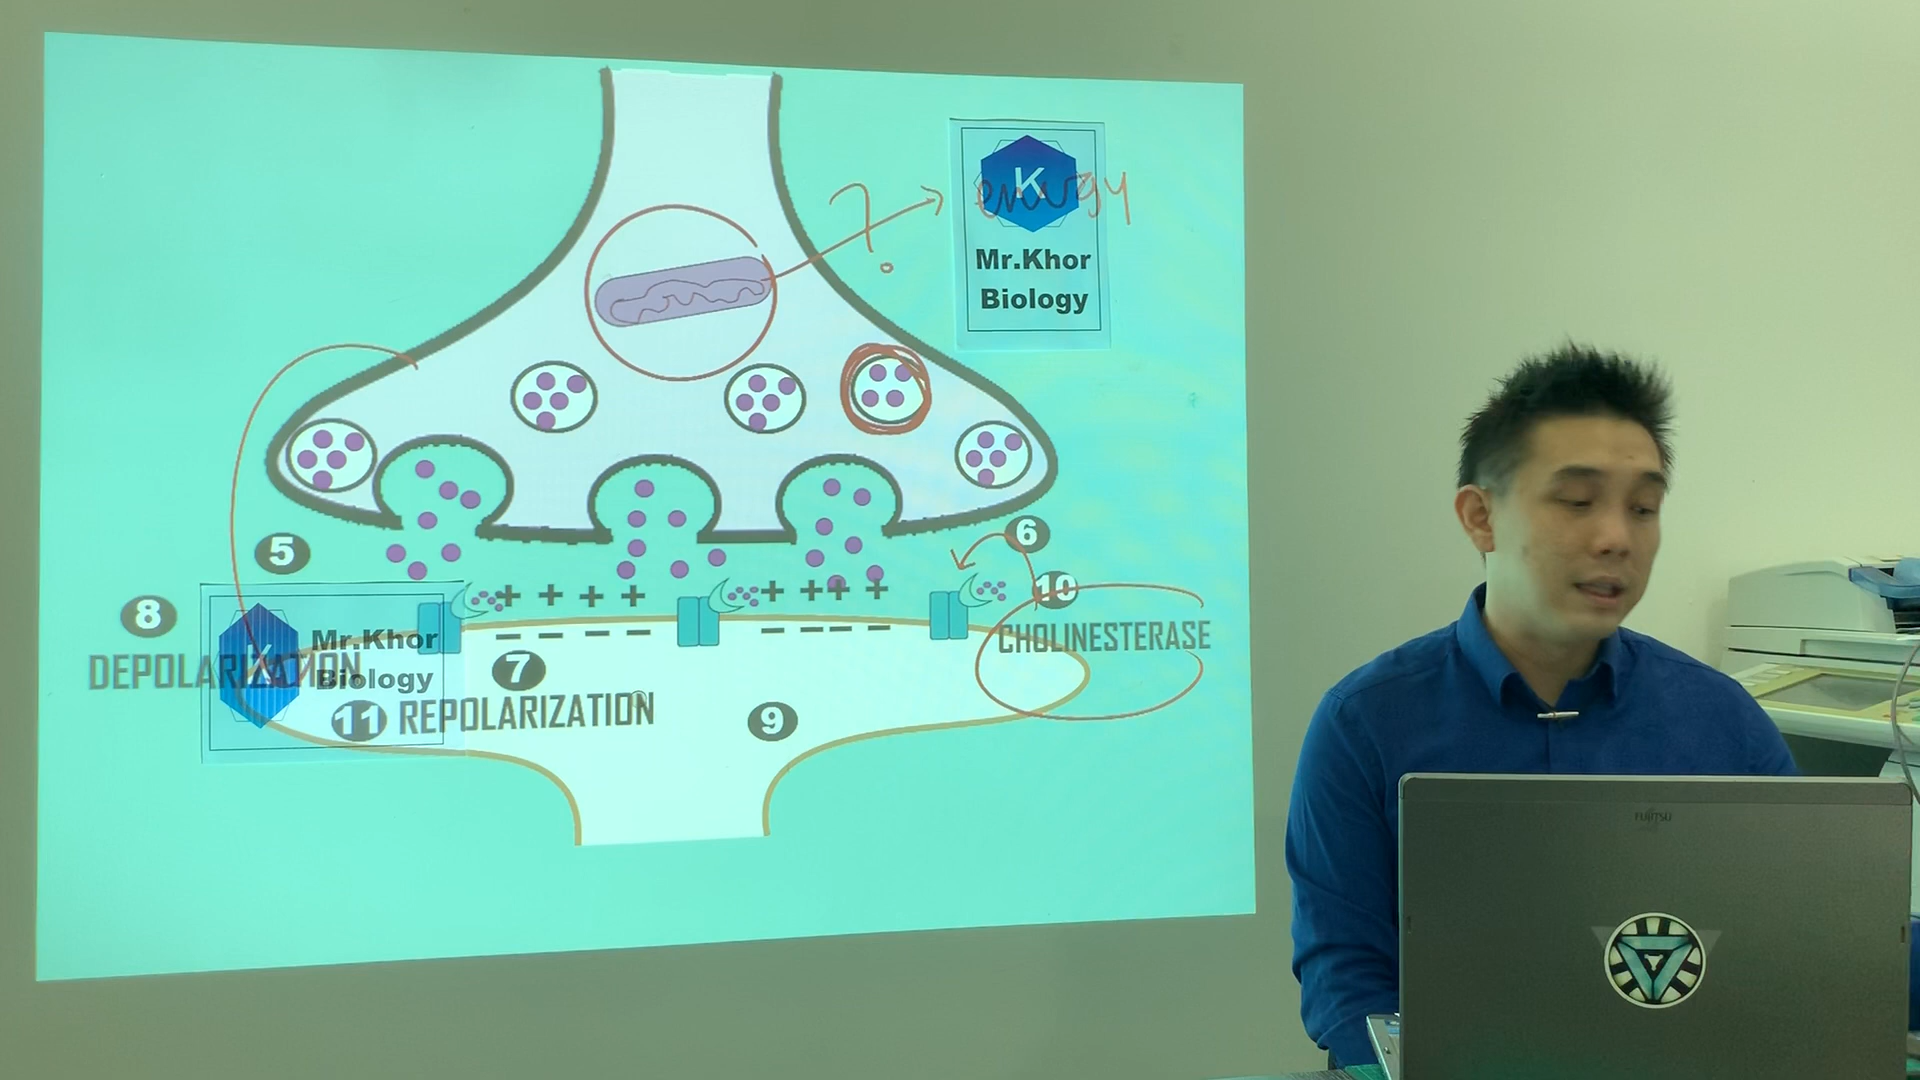 ?
energy
K
Mr.Khor
Biology
5
6
8
10
CHOLINESTERASE
K
Mr.Khor
Biology
DEPOLARIZATION
7
11 REPOLARIZATION
9
+ + + +
+ + + +
− − − −
− − − −
FUJITSU